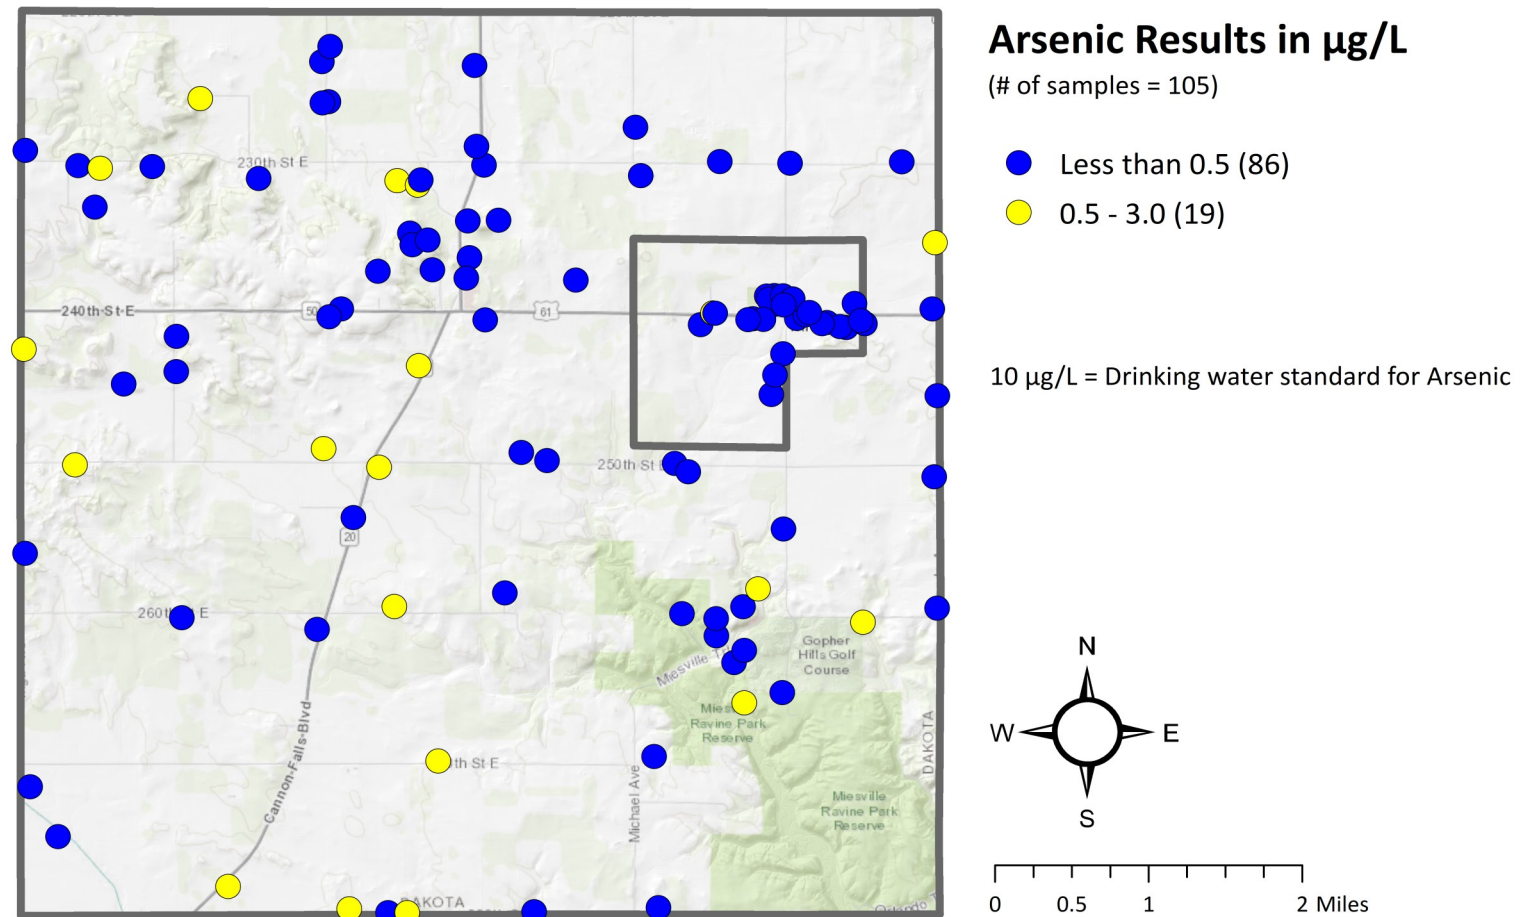 Arsenic Results in µg/L
(# of samples = 105)
Less than 0.5 (86)
0.5 - 3.0 (19)
10 µg/L = Drinking water standard for Arsenic
230th St E
240th-St-E
50
61
250th St E
20
260th St E
Gopher
Hills Golf
Course
Miesville
Ravine Park
Reserve
DAKOTA
th St E
Cannon-Falls-Blvd
Michael Ave
Miesville
Ravine Park
Reserve
DAKOTA
N
W
E
S
0 0.5 1 2 Miles